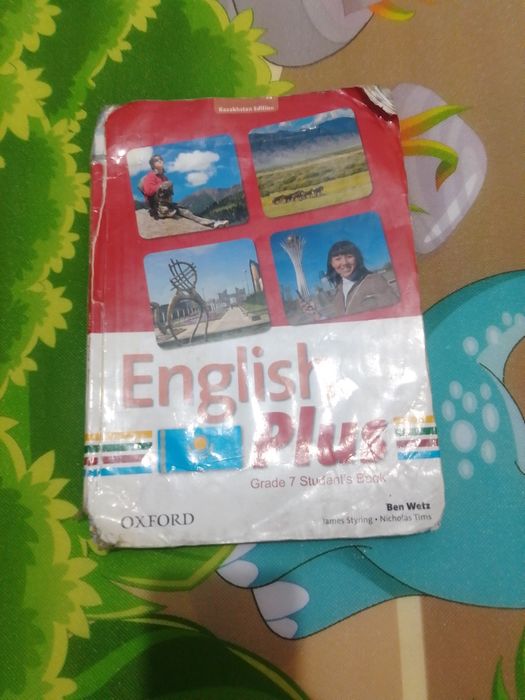 Kazakhstan Edition
English
Plus
Grade 7 Student's Book
Ben Wetz
James Styring • Nicholas Tims
OXFORD